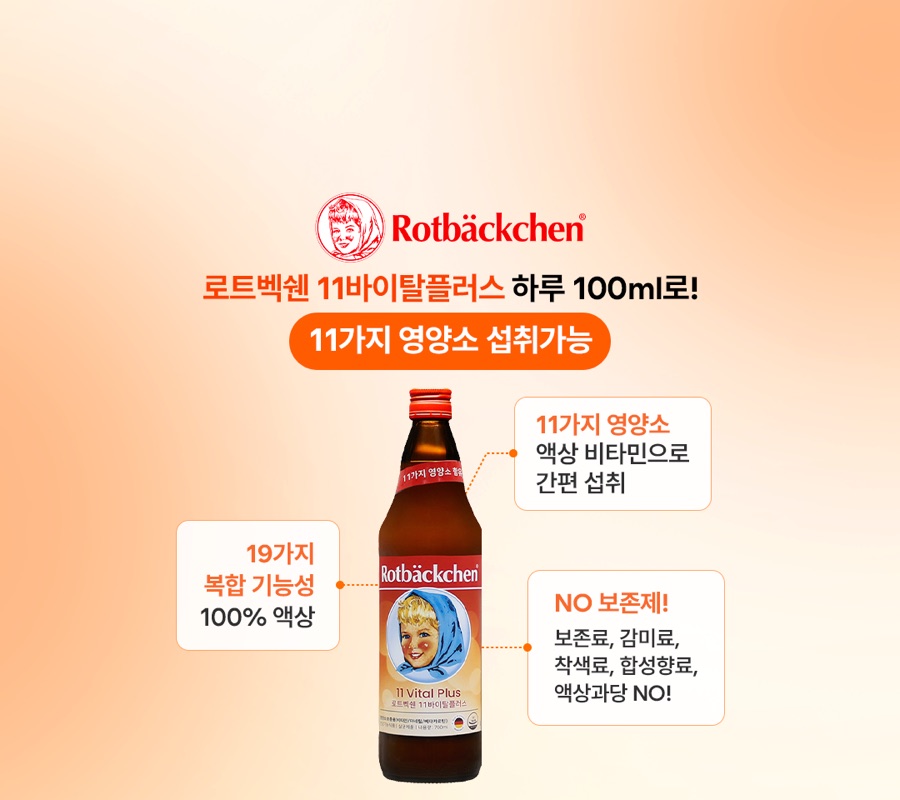 Rotbäckchen®
로트벡쉔 11바이탈플러스 하루 100ml로!
11가지 영양소 섭취가능
11가지 영양소
액상 비타민으로
간편 섭취
19가지
복합 기능성
100% 액상
NO 보존제!
보존료, 감미료,
착색료, 합성향료,
액상과당 NO!
11가지 영양소
Rotbäckchen®
11 Vital Plus
로트벡쉔 11바이탈플러스